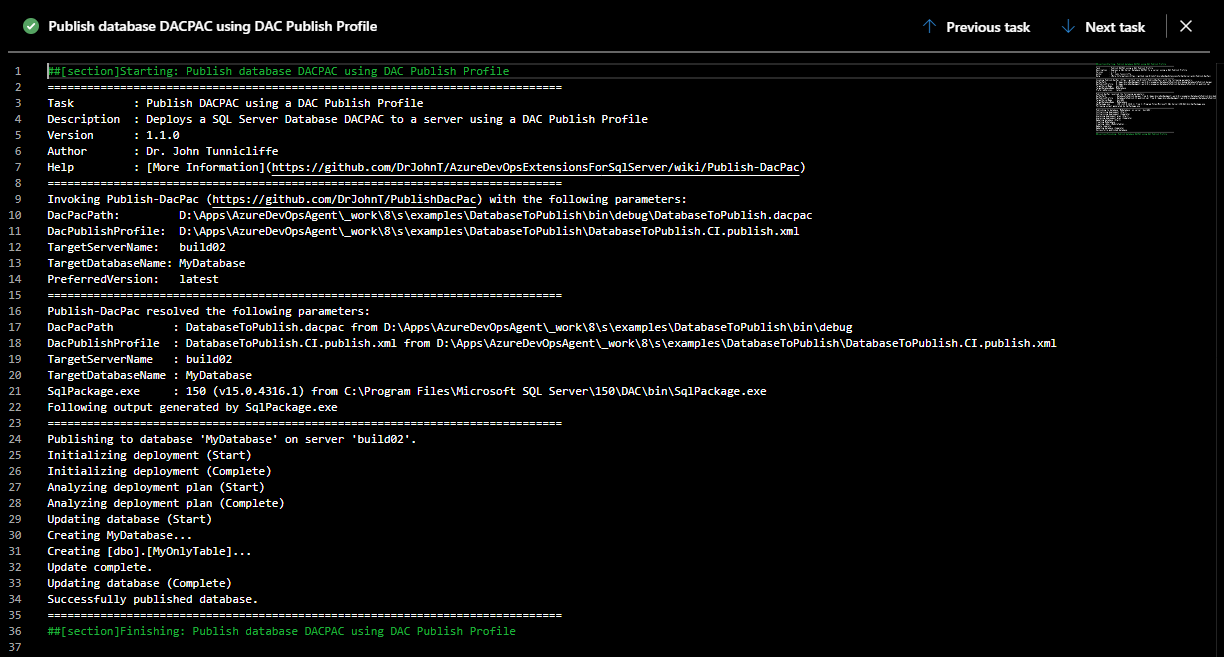 Publish database DACPAC using DAC Publish Profile
Previous task
Next task
1 ##[section]Starting: Publish database DACPAC using DAC Publish Profile
2 ==============================================================================
3 Task         : Publish DACPAC using a DAC Publish Profile
4 Description  : Deploys a SQL Server Database DACPAC to a server using a DAC Publish Profile
5 Version      : 1.1.0
6 Author       : Dr. John Tunnicliffe
7 Help         : [More Information](https://github.com/DrJohnT/AzureDevOpsExtensionsForSqlServer/wiki/Publish-DacPac)
8 ==============================================================================
9 Invoking Publish-DacPac (https://github.com/DrJohnT/PublishDacPac) with the following parameters:
10 DacPacPath:         D:\Apps\AzureDevOpsAgent\_work\8\s\examples\DatabaseToPublish\bin\debug\DatabaseToPublish.dacpac
11 DacPublishProfile:  D:\Apps\AzureDevOpsAgent\_work\8\s\examples\DatabaseToPublish\DatabaseToPublish.CI.publish.xml
12 TargetServerName:   build02
13 TargetDatabaseName: MyDatabase
14 PreferredVersion:   latest
15 ==============================================================================
16 Publish-DacPac resolved the following parameters:
17 DacPacPath         : DatabaseToPublish.dacpac from D:\Apps\AzureDevOpsAgent\_work\8\s\examples\DatabaseToPublish\bin\debug
18 DacPublishProfile  : DatabaseToPublish.CI.publish.xml from D:\Apps\AzureDevOpsAgent\_work\8\s\examples\DatabaseToPublish\DatabaseToPublish.CI.publish.xml
19 TargetServerName   : build02
20 TargetDatabaseName : MyDatabase
21 SqlPackage.exe     : 150 (v15.0.4316.1) from C:\Program Files\Microsoft SQL Server\150\DAC\bin\SqlPackage.exe
22 Following output generated by SqlPackage.exe
23 ==============================================================================
24 Publishing to database 'MyDatabase' on server 'build02'.
25 Initializing deployment (Start)
26 Initializing deployment (Complete)
27 Analyzing deployment plan (Start)
28 Analyzing deployment plan (Complete)
29 Updating database (Start)
30 Creating MyDatabase...
31 Creating [dbo].[MyOnlyTable]...
32 Update complete.
33 Updating database (Complete)
34 Successfully published database.
35 ==============================================================================
36 ##[section]Finishing: Publish database DACPAC using DAC Publish Profile
37